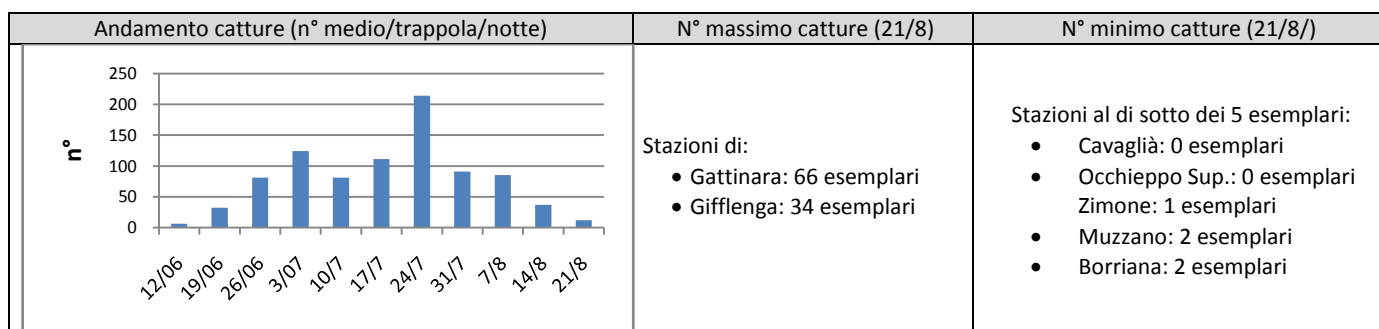 Andamento catture (n° medio/trappola/notte)
N° massimo catture (21/8)
N° minimo catture (21/8/)
250
200
150
100
50
0
n°
12/06
19/06
26/06
3/07
10/7
17/7
24/7
31/7
7/8
14/8
21/8
Stazioni di:
• Gattinara: 66 esemplari
• Gifflenga: 34 esemplari
Stazioni al di sotto dei 5 esemplari:
• Cavaglià: 0 esemplari
• Occhieppo Sup.: 0 esemplari
Zimone: 1 esemplari
• Muzzano: 2 esemplari
• Borriana: 2 esemplari